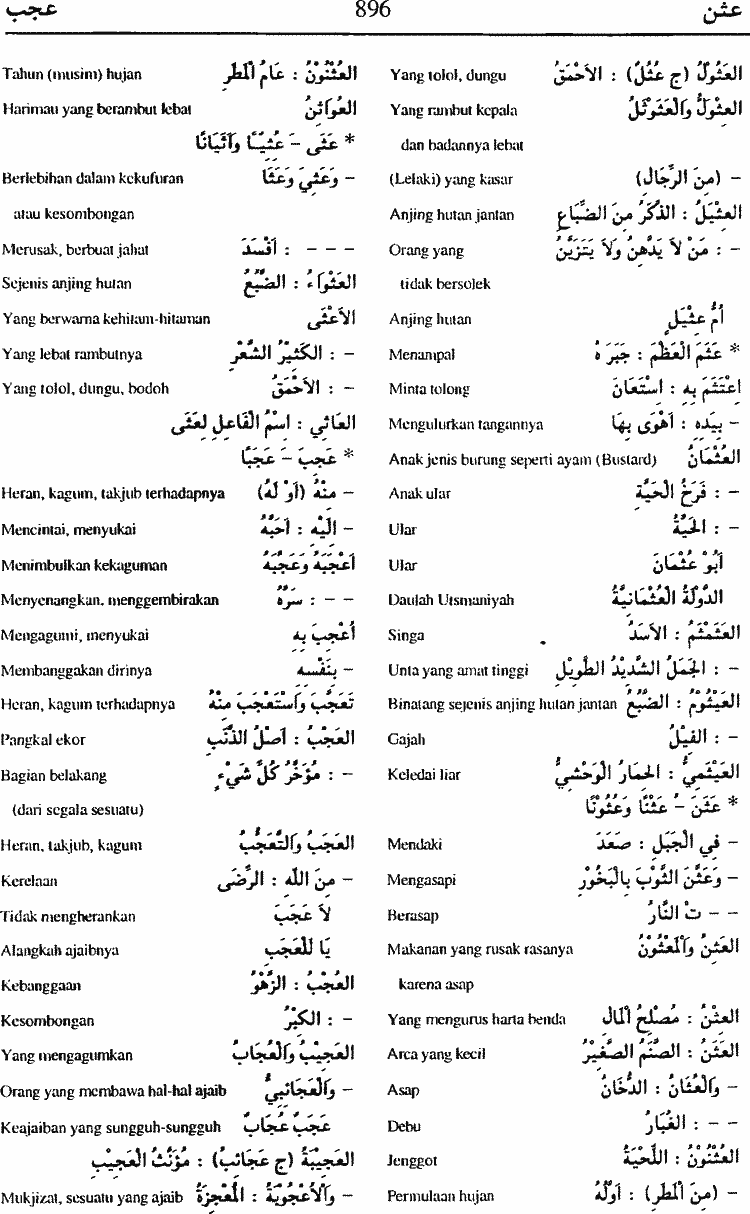 عثن 896 عجب
العَثُولُ (ج عُثُلٌ) : الأَحْمَقُ Yang tolol, dungu
العِثْوَلُّ وَالْعَثَوْثَلُ Yang rambut kepala
dan badannya lebat
- (مِنَ الرِّجَالِ) (Lelaki) yang kasar
العِثْيَلُ : الذَّكَرُ مِنَ الضِّبَاعِ Anjing hutan jantan
- : مَنْ لاَ يَدَّهِنُ وَلاَ يَتَزَيَّنُ Orang yang
tidak bersolek
أُمُّ عِثْيَلٍ Anjing hutan
* عَثَمَ الْعَظْمَ : جَبَرَهُ Menampal
اِعْتَثَمَ بِهِ : اسْتَعَانَ Minta tolong
- بِيَدِهِ : اَهْوَى بِهَا Mengulurkan tangannya
العُثْمَانُ Anak jenis burung seperti ayam (Bustard)
- : فَرْخُ الْحَيَّةِ Anak ular
- : الْحَيَّةُ Ular
أَبُو عُثْمَانَ Ular
الدَّوْلَةُ الْعُثْمَانِيَّةُ Daulah Utsmaniyah
العَثَمْثَمُ : الأَسَدُ Singa
- : الجَمَلُ الشَّدِيدُ الطَّوِيْلُ Unta yang amat tinggi
العَيْثُومُ : الضَّبُعُ Binatang sejenis anjing hutan jantan
- : الفِيْلُ Gajah
العَيْثَمِيُّ : الحِمَارُ الْوَحْشِيُّ Keledai liar
* عَثَنَ - عَثْنًا وَعُثُونًا
- فِي الْجَبَلِ : صَعَدَ Mendaki
- وَعَثَّنَ الثَّوْبَ بِالْبَخُوْرِ Mengasapi
- - تْ النَّارُ Berasap
العَثِنُ وَالْمَعْثُوْنُ Makanan yang rusak rasanya
karena asap
العِثْنُ : مُصْلِحُ الْمَالِ Yang mengurus harta benda
العَثَنُ : الصَّنَمُ الصَّغِيْرُ Arca yang kecil
- وَالْعُثَانُ : الدُّخَانُ Asap
- - : الغُبَارُ Debu
العُثْنُوْنُ : اللِّحْيَةُ Jenggot
- (مِنَ الْمَطَرِ) : اَوَّلُهُ Permulaan hujan
العُثْنُوْنُ : عَامُ الْمَطَرِ Tahun (musim) hujan
العُوَاثِنُ Harimau yang berambut lebat
* عَثَى - عُثِيًّا وَعَثَيَانًا
- وَعَثِيَ وَعَثَا Berlebihan dalam kekufuran
atau kesombongan
- - - : اَفْسَدَ Merusak, berbuat jahat
العَثْوَاءُ : الضَّبُعُ Sejenis anjing hutan
الأَعْثَى Yang berwarna kehitam-hitaman
- : الكَثِيْرُ الشَّعْرِ Yang lebat rambutnya
- : الأَحْمَقُ Yang tolol, dungu, bodoh
العَاثِي : اِسْمُ الْفَاعِلِ لِعَثَى
* عَجِبَ - عَجَبًا
- مِنْهُ (اَوْ لَهُ) Heran, kagum, takjub terhadapnya
- اِلَيْهِ : اَحَبَّهُ Mencintai, menyukai
اَعْجَبَهُ وَعَجَّبَهُ Menimbulkan kekaguman
- - : سَرَّهُ Menyenangkan, menggembirakan
أُعْجِبَ بِهِ Mengagumi, menyukai
- بِنَفْسِهِ Membanggakan dirinya
تَعَجَّبَ وَاسْتَعْجَبَ مِنْهُ Heran, kagum terhadapnya
العَجْبُ : اَصْلُ الذَّنَبِ Pangkal ekor
- : مُؤَخَّرُ كُلِّ شَيْءٍ Bagian belakang
(dari segala sesuatu)
العَجَبُ وَالتَّعَجُّبُ Heran, takjub, kagum
- مِنَ اللّٰهِ : الرِّضَى Kerelaan
لاَ عَجَبَ Tidak mengherankan
يَا لَلْعَجَبِ Alangkah ajaibnya
العُجْبُ : الزَّهْوُ Kebanggaan
- : الكِبْرُ Kesombongan
العَجِيْبُ وَالْعُجَابُ Yang mengagumkan
- وَالْعَجَائِبِيُّ Orang yang membawa hal-hal ajaib
عَجَبٌ عُجَابٌ Keajaiban yang sungguh-sungguh
العَجِيْبَةُ (ج عَجَائِبُ) : مُؤَنَّثُ الْعَجِيْبِ
- وَالأُعْجُوْبَةُ : الْمُعْجِزَةُ Mukjizat, sesuatu yang ajaib